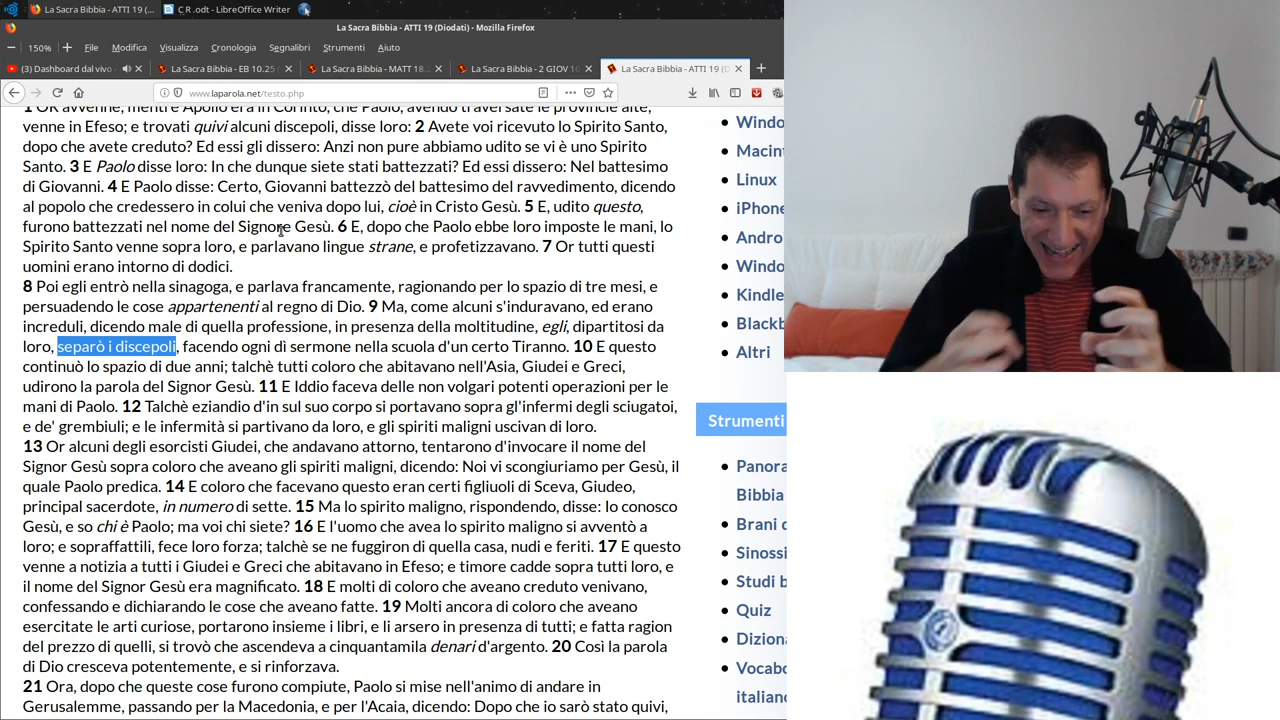 La Sacra Bibbia - ATTI 19 (D...
C R .odt - LibreOffice Writer
La Sacra Bibbia - ATTI 19 (Diodati) - Mozilla Firefox
150%
File
Modifica
Visualizza
Cronologia
Segnalibri
Strumenti
Aiuto
(3) Dashboard dal vivo -
La Sacra Bibbia - EB 10.25
La Sacra Bibbia - MATT 18.
La Sacra Bibbia - 2 GIOV 10
La Sacra Bibbia - ATTI 19 (D
www.laparola.net/testo.php
1 OR avvenne, mentre Apollo era in Corinto, che Paolo, avendo traversate le provincie alte,
venne in Efeso; e trovati quivi alcuni discepoli, disse loro: 2 Avete voi ricevuto lo Spirito Santo,
dopo che avete creduto? Ed essi gli dissero: Anzi non pure abbiamo udito se vi è uno Spirito
Santo. 3 E Paolo disse loro: In che dunque siete stati battezzati? Ed essi dissero: Nel battesimo
di Giovanni. 4 E Paolo disse: Certo, Giovanni battezzò del battesimo del ravvedimento, dicendo
al popolo che credessero in colui che veniva dopo lui, cioè in Cristo Gesù. 5 E, udito questo,
furono battezzati nel nome del Signore Gesù. 6 E, dopo che Paolo ebbe loro imposte le mani, lo
Spirito Santo venne sopra loro, e parlavano lingue strane, e profetizzavano. 7 Or tutti questi
uomini erano intorno di dodici.
8 Poi egli entrò nella sinagoga, e parlava francamente, ragionando per lo spazio di tre mesi, e
persuadendo le cose appartenenti al regno di Dio. 9 Ma, come alcuni s'induravano, ed erano
increduli, dicendo male di quella professione, in presenza della moltitudine, egli, dipartitosi da
loro, separò i discepoli, facendo ogni dì sermone nella scuola d'un certo Tiranno. 10 E questo
continuò lo spazio di due anni; talchè tutti coloro che abitavano nell'Asia, Giudei e Greci,
udirono la parola del Signor Gesù. 11 E Iddio faceva delle non volgari potenti operazioni per le
mani di Paolo. 12 Talchè eziandio d'in sul suo corpo si portavano sopra gl'infermi degli sciugatoi,
e de' grembiuli; e le infermità si partivano da loro, e gli spiriti maligni uscivan di loro.
13 Or alcuni degli esorcisti Giudei, che andavano attorno, tentarono d'invocare il nome del
Signor Gesù sopra coloro che aveano gli spiriti maligni, dicendo: Noi vi scongiuriamo per Gesù, il
quale Paolo predica. 14 E coloro che facevano questo eran certi figliuoli di Sceva, Giudeo,
principal sacerdote, in numero di sette. 15 Ma lo spirito maligno, rispondendo, disse: Io conosco
Gesù, e so chi è Paolo; ma voi chi siete? 16 E l'uomo che avea lo spirito maligno si avventò a
loro; e sopraffattili, fece loro forza; talchè se ne fuggiron di quella casa, nudi e feriti. 17 E questo
venne a notizia a tutti i Giudei e Greci che abitavano in Efeso; e timore cadde sopra tutti loro, e
il nome del Signor Gesù era magnificato. 18 E molti di coloro che aveano creduto venivano,
confessando e dichiarando le cose che aveano fatte. 19 Molti ancora di coloro che aveano
esercitate le arti curiose, portarono insieme i libri, e li arsero in presenza di tutti; e fatta ragion
del prezzo di quelli, si trovò che ascendeva a cinquantamila denari d'argento. 20 Così la parola
di Dio cresceva potentemente, e si rinforzava.
21 Ora, dopo che queste cose furono compiute, Paolo si mise nell'animo di andare in
Gerusalemme, passando per la Macedonia, e per l'Acaia, dicendo: Dopo che io sarò stato quivi,
Windo
Macint
Linux
iPhone
Andro
Windo
Kindle
Blackb
Altri
Strumenti
Panora
Bibbia
Brani d
Sinossi
Studi b
Quiz
Dizion
Vocabo
italiano